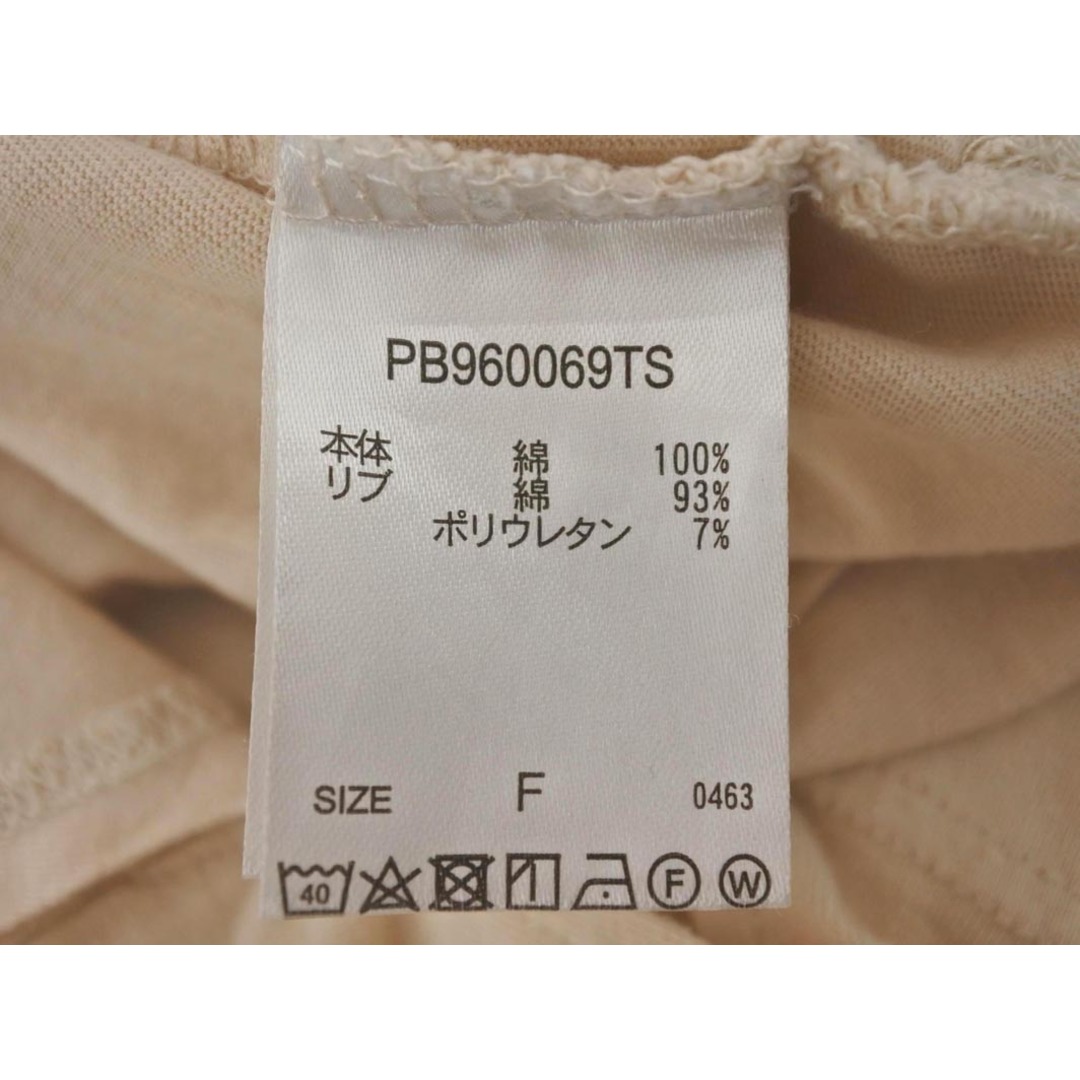 PB960069TS
本体 綿 100%
リブ 綿 93%
ポリウレタン 7%
SIZE F 0463
40 F W